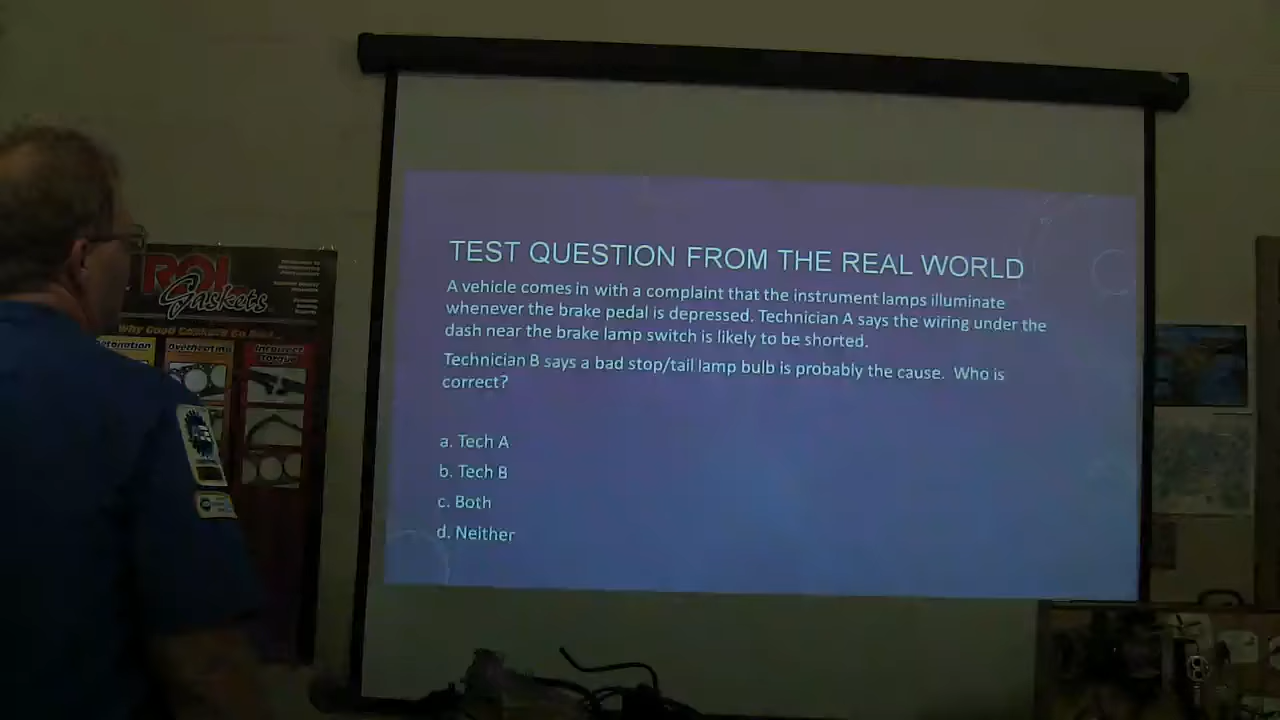 TEST QUESTION FROM THE REAL WORLD
A vehicle comes in with a complaint that the instrument lamps illuminate
whenever the brake pedal is depressed. Technician A says the wiring under the
dash near the brake lamp switch is likely to be shorted.
Technician B says a bad stop/tail lamp bulb is probably the cause. Who is
correct?
a. Tech A
b. Tech B
c. Both
d. Neither
ROL
Gaskets
Why Good Gaskets Go Bad...
Detonation
Overheating
Improper
Torque